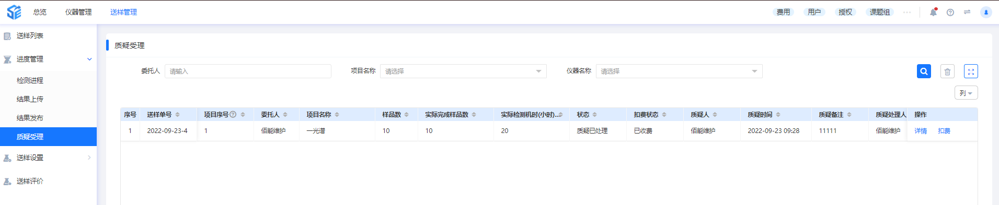 总览 仪器管理 送样管理 费用 用户 授权 课题组
送样列表
进度管理
检测进程
结果上传
结果发布
质疑受理
送样设置
送样评价
质疑受理
委托人 请输入 项目名称 请选择 仪器名称 请选择
列
序号 送样单号 项目序号 委托人 项目名称 样品数 实际完成样品数 实际检测机时(小时)... 状态 扣费状态 质疑人 质疑时间 质疑备注 质疑处理人 操作
1 2022-09-23-4 1 佰能维护 一光谱 10 10 20 质疑已处理 已收费 佰能维护 2022-09-23 09:28 11111 佰能维护 详情 扣费